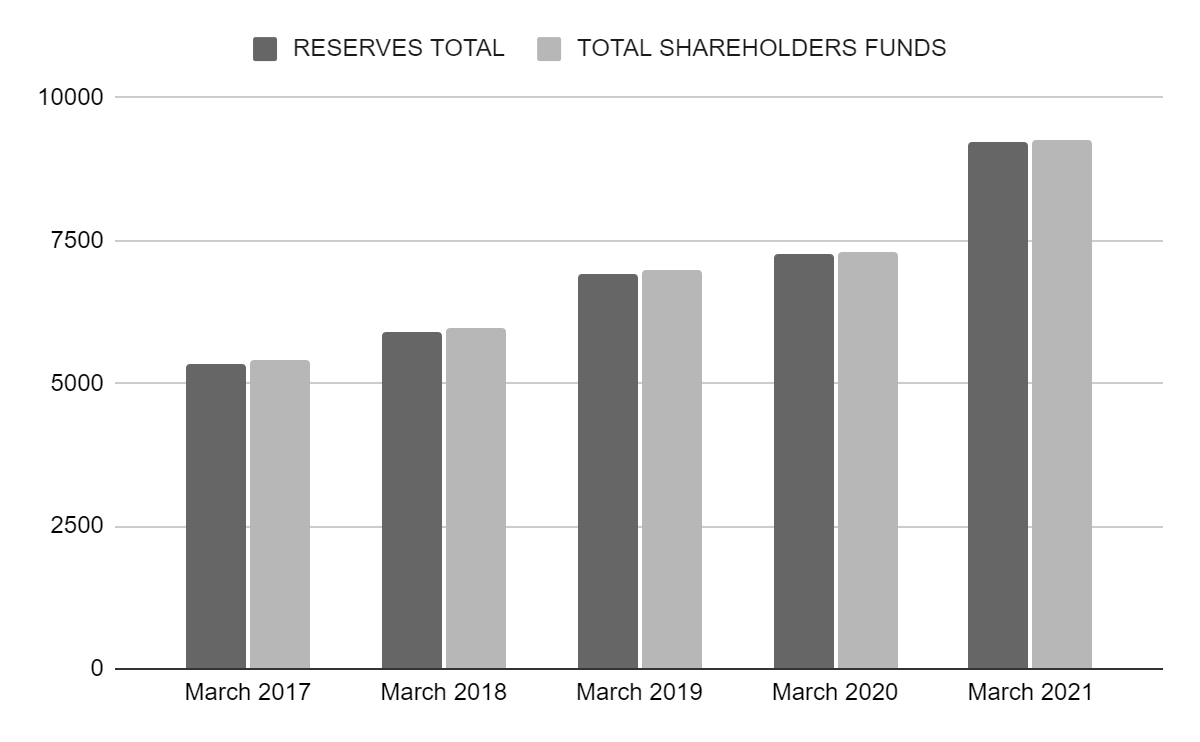 RESERVES TOTAL TOTAL SHAREHOLDERS FUNDS
10000
7500
5000
2500
0
March 2017 March 2018 March 2019 March 2020 March 2021